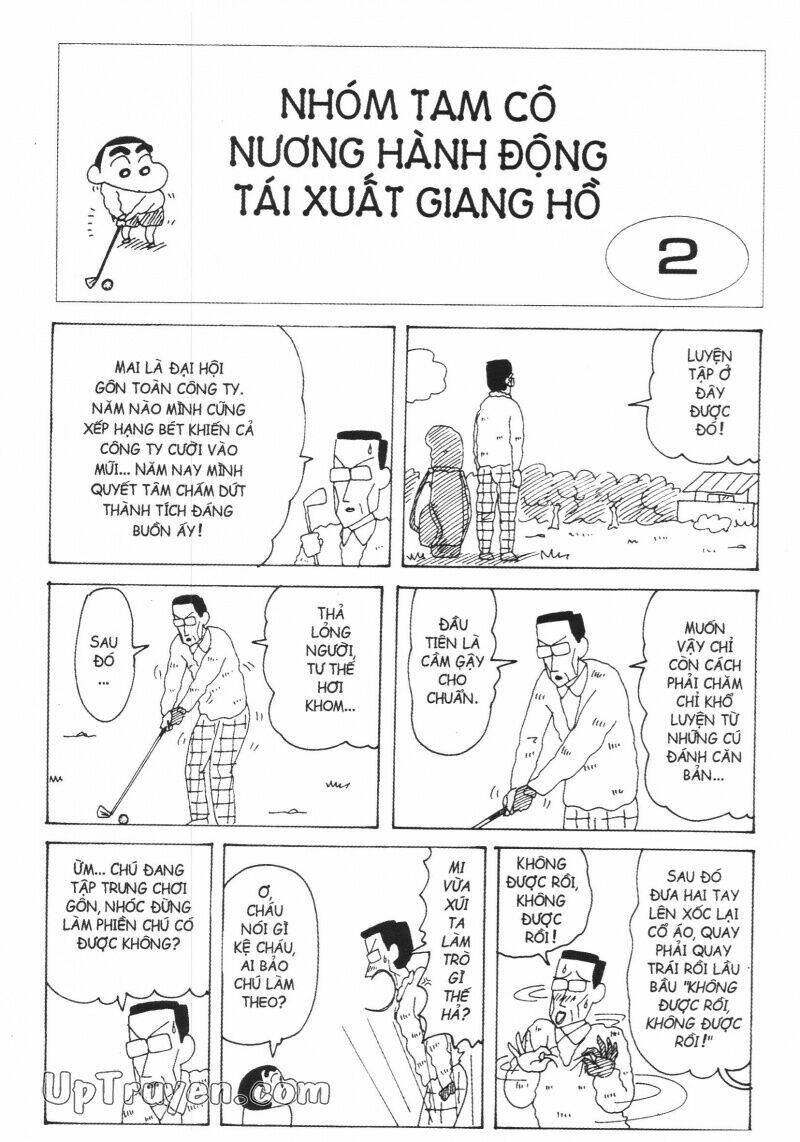 NHÓM TAM CÔ
NƯƠNG HÀNH ĐỘNG
TÁI XUẤT GIANG HỒ
2
LUYỆN
TẬP Ở
ĐÂY
ĐƯỢC
ĐÓ!
MAI LÀ ĐẠI HỘI
GÔN TOÀN CÔNG TY.
NĂM NÀO MÌNH CŨNG
XẾP HẠNG BÉT KHIẾN CẢ
CÔNG TY CƯỜI VÀO
MŨI... NĂM NAY MÌNH
QUYẾT TÂM CHẤM DỨT
THÀNH TÍCH ĐÁNG
BUỒN ẤY!
MUỐN
VẬY CHỈ
CÒN CÁCH
PHẢI CHĂM
CHỈ KHỔ
LUYỆN TỪ
NHỮNG CÚ
ĐÁNH CĂN
BẢN...
ĐẦU
TIÊN LÀ
CẦM GẬY
CHO
CHUẨN.
THẢ
LỎNG
NGƯỜI,
TƯ THẾ
HƠI
KHOM...
SAU
ĐÓ
...
SAU ĐÓ
ĐƯA HAI TAY
LÊN XỐC LẠI
CỔ ÁO, QUAY
PHẢI QUAY
TRÁI RỒI LẦU
BẦU "KHÔNG
ĐƯỢC RỒI,
KHÔNG ĐƯỢC
RỒI!"
KHÔNG
ĐƯỢC RỒI,
KHÔNG
ĐƯỢC
RỒI!
MI
VỪA
XÚI
TA
LÀM
TRÒ
GÌ
THẾ
HẢ?
Ơ,
CHÁU
NÓI GÌ
KỆ CHÁU,
AI BẢO
CHÚ LÀM
THEO?
ỪM... CHÚ ĐANG
TẬP TRUNG CHƠI
GÔN, NHÓC ĐỪNG
LÀM PHIỀN CHÚ CÓ
ĐƯỢC KHÔNG?
UpTruyen.com